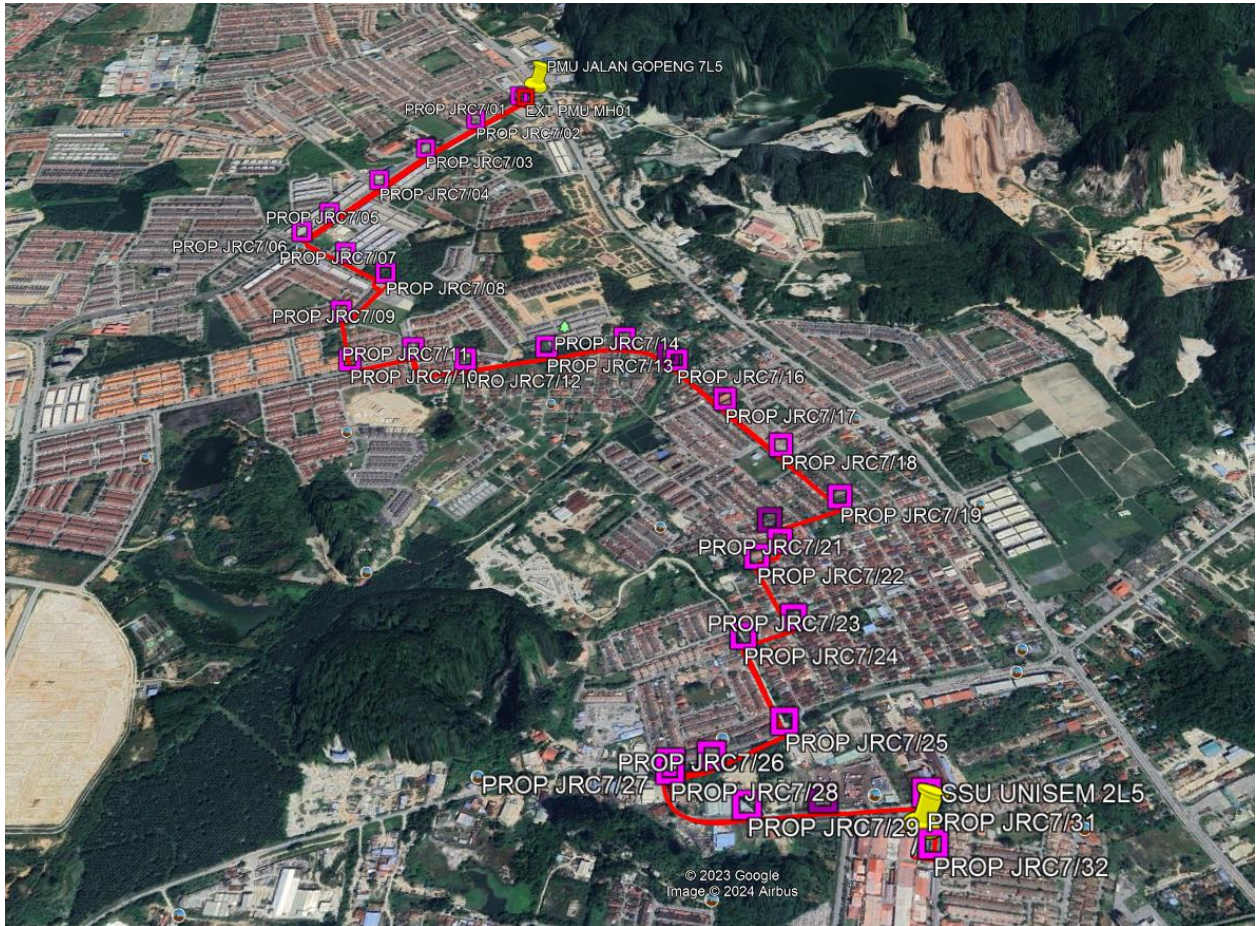 PMU JALAN GOPENG 7L5
PROP JRC7/01
EXT PMU MH01
PROP JRC7/02
PROP JRC7/03
PROP JRC7/04
PROP JRC7/05
PROP JRC7/06
PROP JRC7/07
PROP JRC7/08
PROP JRC7/09
PROP JRC7/14
PROP JRC7/11
PROP JRC7/13
PROP JRC7/10
PRO JRC7/12
PROP JRC7/16
PROP JRC7/17
PROP JRC7/18
PROP JRC7/19
PROP JRC7/21
PROP JRC7/22
PROP JRC7/23
PROP JRC7/24
PROP JRC7/25
PROP JRC7/26
PROP JRC7/27
PROP JRC7/28
SSU UNISEM 2L5
PROP JRC7/29
PROP JRC7/31
PROP JRC7/32
© 2023 Google
Image © 2024 Airbus